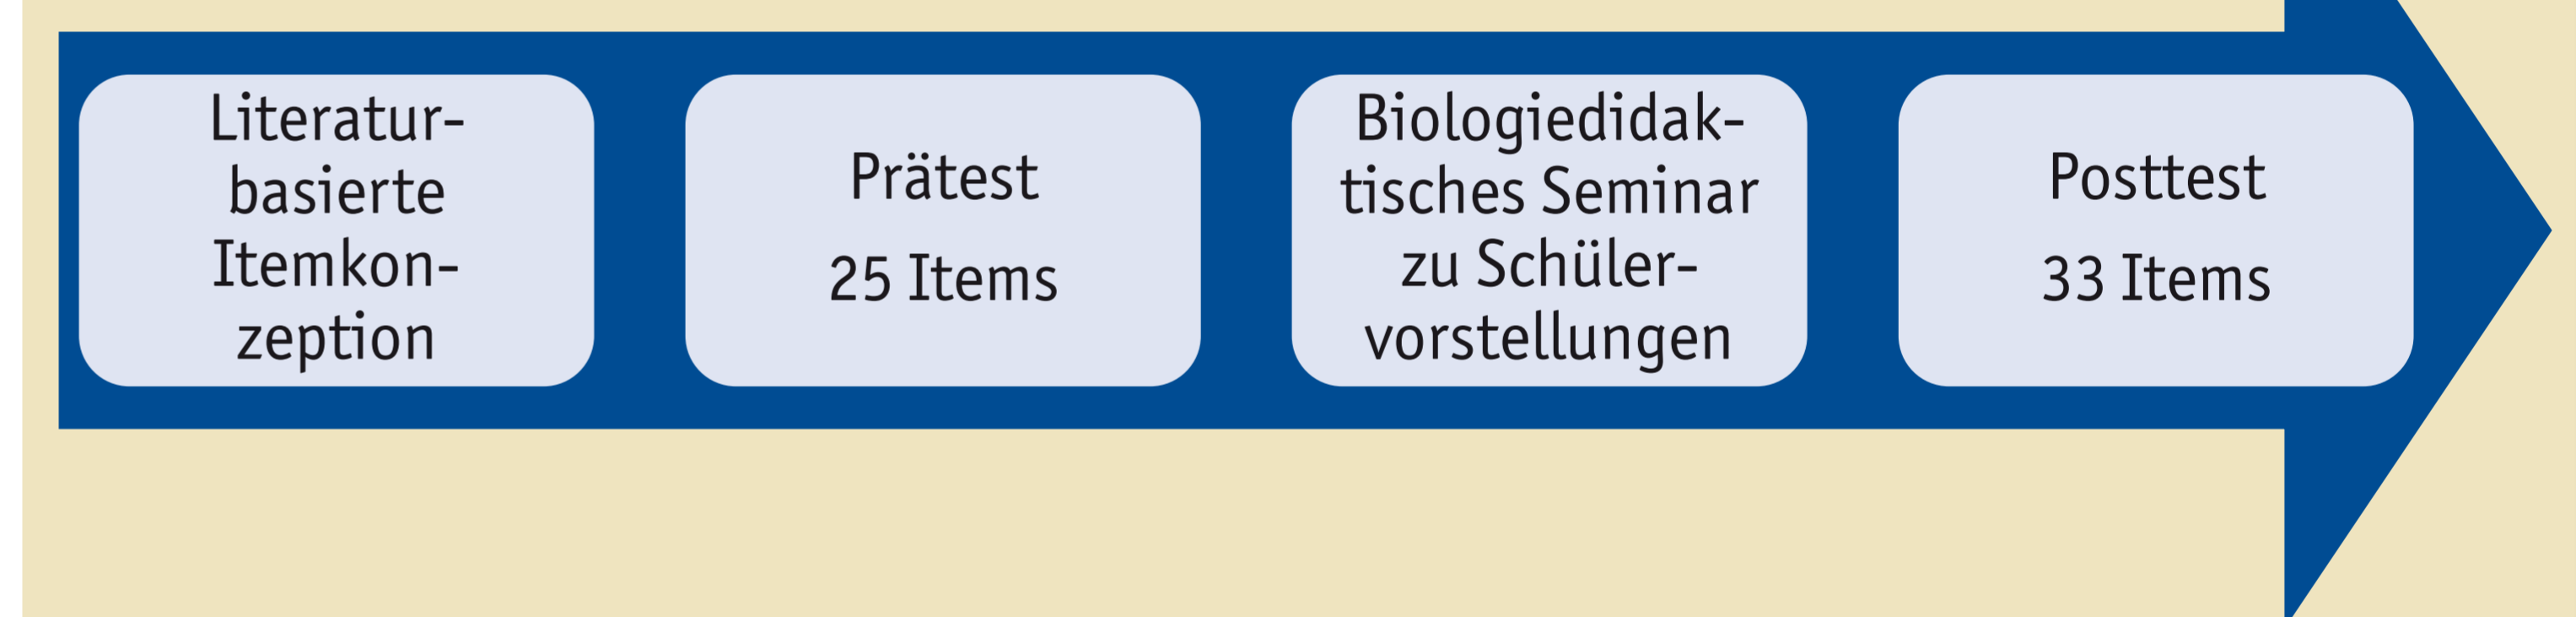 Literatur-
basierte
Itemkon-
zeption
Prätest
25 Items
Biologiedidak-
tisches Seminar
zu Schüler-
vorstellungen
Posttest
33 Items